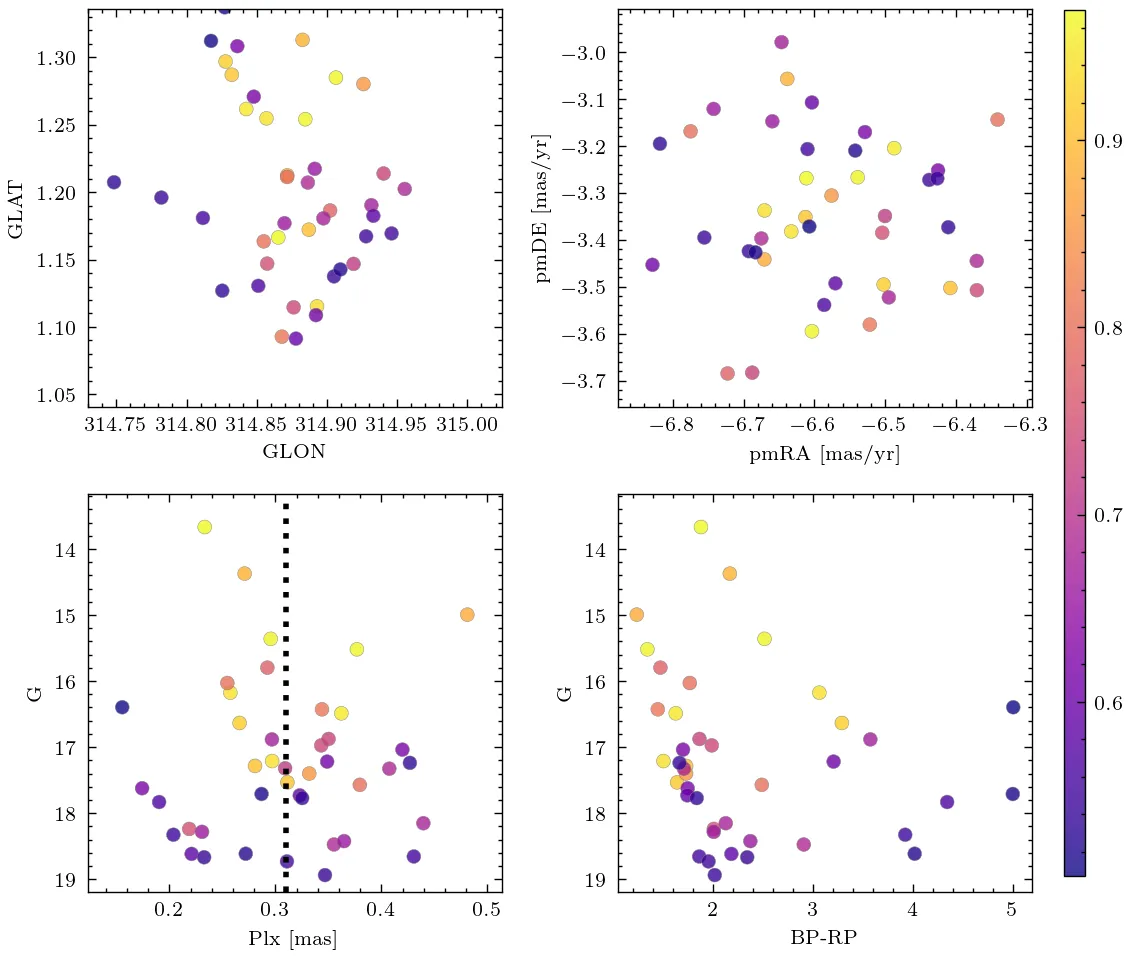 1.30
1.25
1.20
1.15
1.10
1.05
GLAT
314.75 314.80 314.85 314.90 314.95 315.00
GLON
−3.0
−3.1
−3.2
−3.3
−3.4
−3.5
−3.6
−3.7
pmDE [mas/yr]
−6.8 −6.7 −6.6 −6.5 −6.4 −6.3
pmRA [mas/yr]
0.9
0.8
0.7
0.6
14
15
16
17
18
19
G
0.2 0.3 0.4 0.5
Plx [mas]
14
15
16
17
18
19
G
2 3 4 5
BP-RP